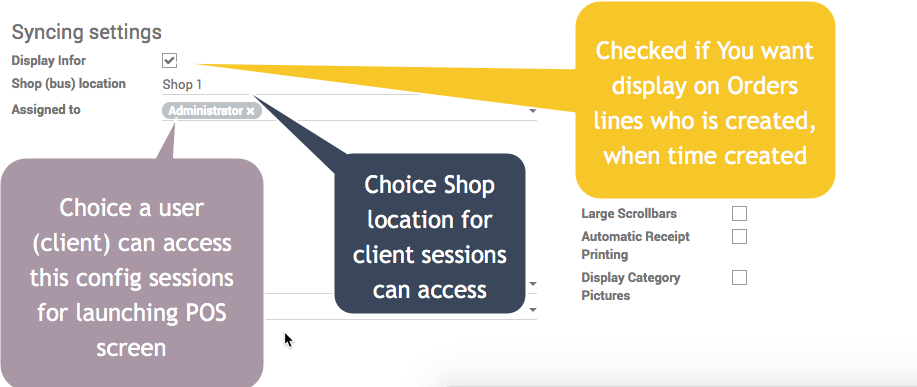 Syncing settings
Display Infor
Shop (bus) location
Shop 1
Assigned to
Administrator ×
Checked if You want
display on Orders
lines who is created,
when time created
Choice a user
(client) can access
this config sessions
for launching POS
screen
Choice Shop
location for
client sessions
can access
Large Scrollbars
Automatic Receipt
Printing
Display Category
Pictures